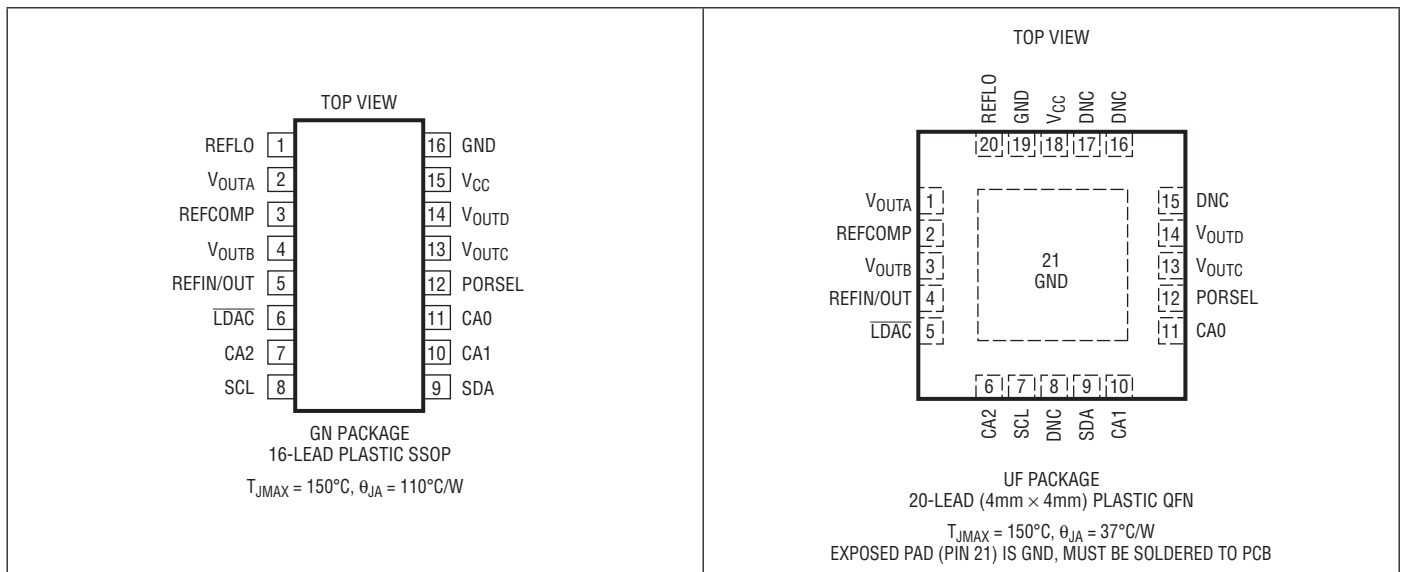 TOP VIEW
REFLO 1
VOUTA 2
REFCOMP 3
VOUTB 4
REFIN/OUT 5
LDAC 6
CA2 7
SCL 8
16 GND
15 VCC
14 VOUTD
13 VOUTC
12 PORSEL
11 CA0
10 CA1
9 SDA
GN PACKAGE
16-LEAD PLASTIC SSOP
TJMAX = 150°C, θJA = 110°C/W
TOP VIEW
REFLO GND VCC DNC DNC
20 19 18 17 16
VOUTA 1
REFCOMP 2
VOUTB 3
REFIN/OUT 4
LDAC 5
21
GND
15 DNC
14 VOUTD
13 VOUTC
12 PORSEL
11 CA0
6 7 8 9 10
CA2 SCL DNC SDA CA1
UF PACKAGE
20-LEAD (4mm × 4mm) PLASTIC QFN
TJMAX = 150°C, θJA = 37°C/W
EXPOSED PAD (PIN 21) IS GND, MUST BE SOLDERED TO PCB